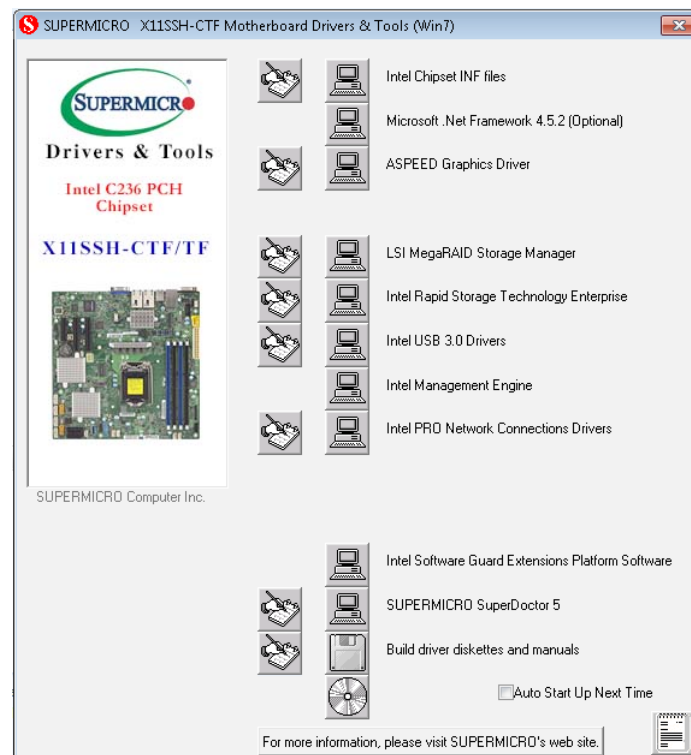 SUPERMICRO X11SSH-CTF Motherboard Drivers & Tools (Win7)
SUPERMICR
Drivers & Tools
Intel C236 PCH
Chipset
X11SSH-CTF/TF
SUPERMICRO Computer Inc.
Intel Chipset INF files
Microsoft .Net Framework 4.5.2 (Optional)
ASPEED Graphics Driver
LSI MegaRAID Storage Manager
Intel Rapid Storage Technology Enterprise
Intel USB 3.0 Drivers
Intel Management Engine
Intel PRO Network Connections Drivers
Intel Software Guard Extensions Platform Software
SUPERMICRO SuperDoctor 5
Build driver diskettes and manuals
Auto Start Up Next Time
For more information, please visit SUPERMICRO's web site.